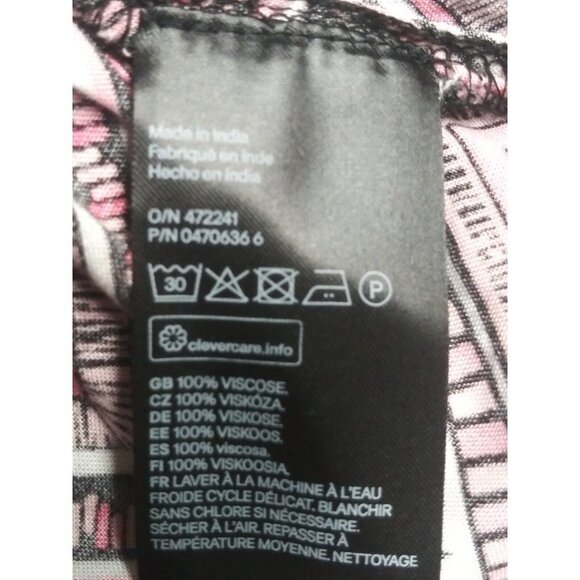 Made in India
Fabriqué en Inde
Hecho en India
O/N 472241
P/N 0470636 6
30
P
clevercare.info
GB 100% VISCOSE.
CZ 100% VISKÓZA.
DE 100% VISKOSE.
EE 100% VISKOOS.
ES 100% viscosa.
FI 100% VISKOOSIA.
FR LAVER À LA MACHINE À L'EAU
FROIDE CYCLE DÉLICAT. BLANCHIR
SANS CHLORE SI NÉCESSAIRE.
SÉCHER À L'AIR. REPASSER À
TEMPÉRATURE MOYENNE. NETTOYAGE